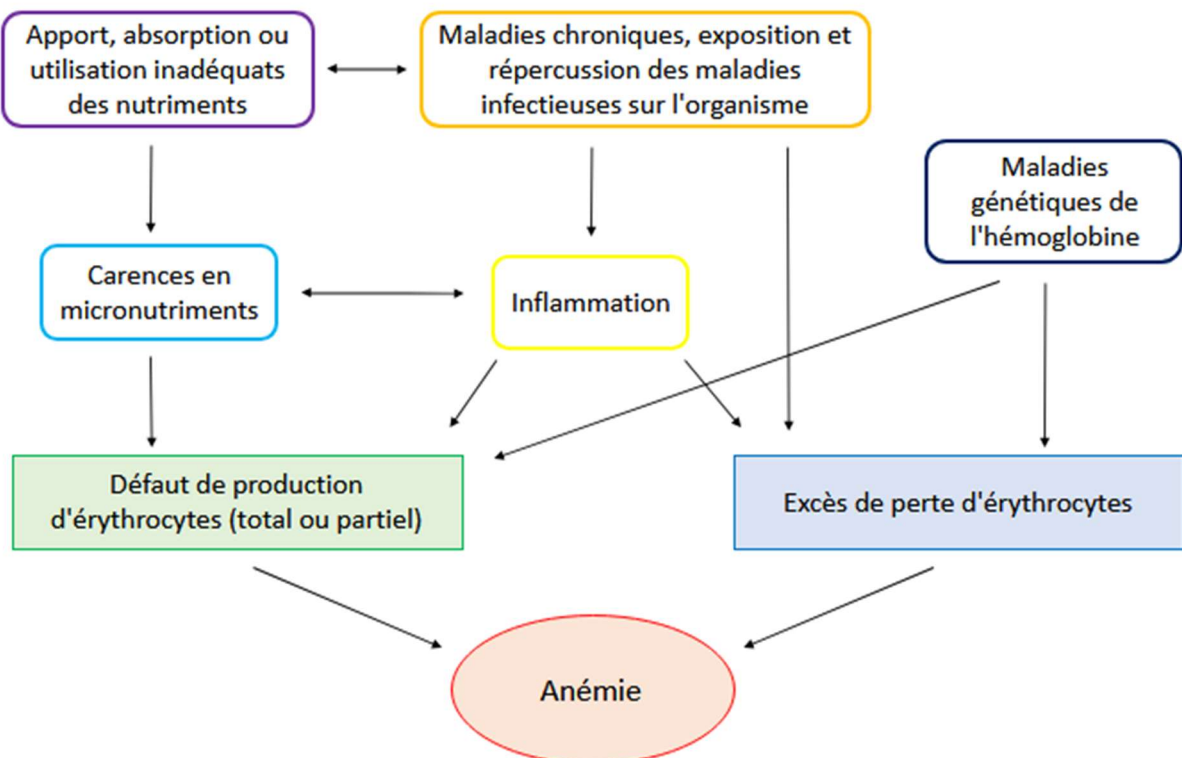 Apport, absorption ou
utilisation inadéquats
des nutriments
Maladies chroniques, exposition et
répercussion des maladies
infectieuses sur l'organisme
Maladies
génétiques de
l'hémoglobine
Carences en
micronutriments
Inflammation
Défaut de production
d'érythrocytes (total ou partiel)
Excès de perte d'érythrocytes
Anémie